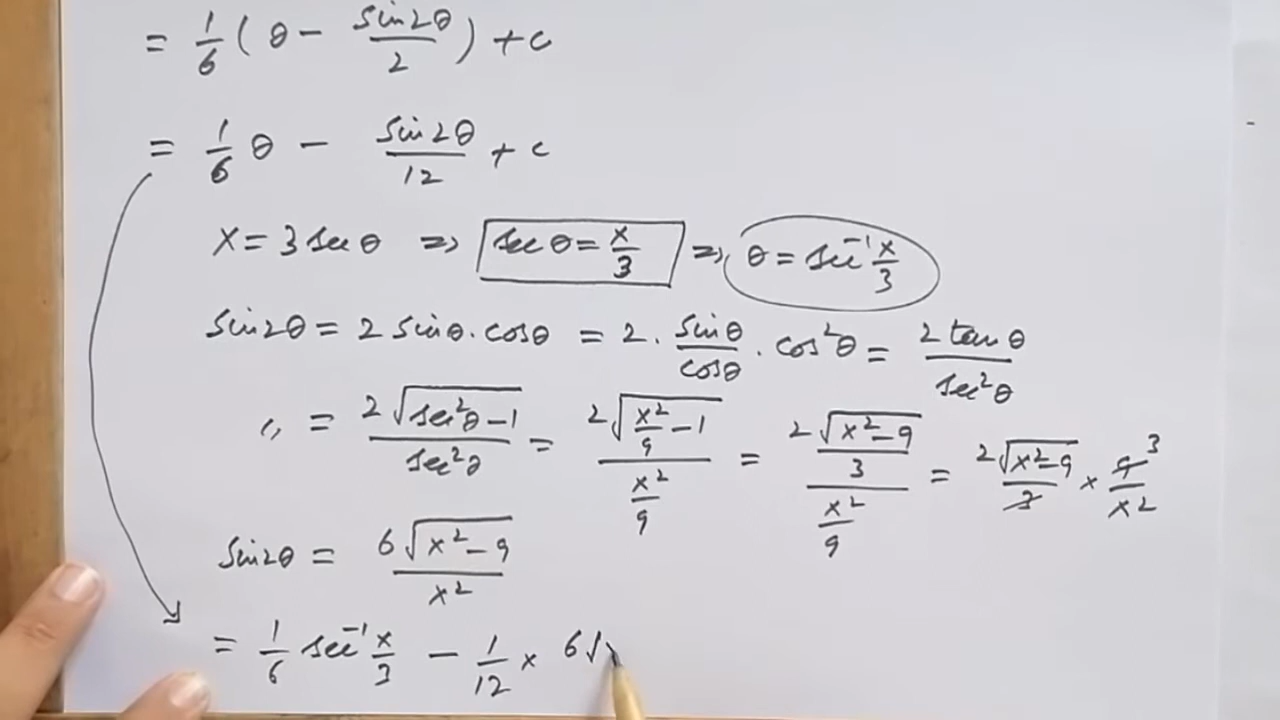 = 1/6 ( θ - sin2θ/2 ) + c
= 1/6 θ - sin2θ/12 + c
x = 3 sec θ ⇒ sec θ = x/3 ⇒ θ = sec⁻¹ x/3
sin2θ = 2 sinθ . cosθ = 2 . sinθ/cosθ . cos²θ = 2 tan θ/sec²θ
,, = 2√(sec²θ-1)/sec²θ = 2√(x²/9 - 1)/(x²/9) = (2√(x²-9)/3)/(x²/9) = 2√(x²-9)/3 × 9/x² 3
sin2θ = 6√(x²-9)/x²
= 1/6 sec⁻¹ x/3 - 1/12 × 6√